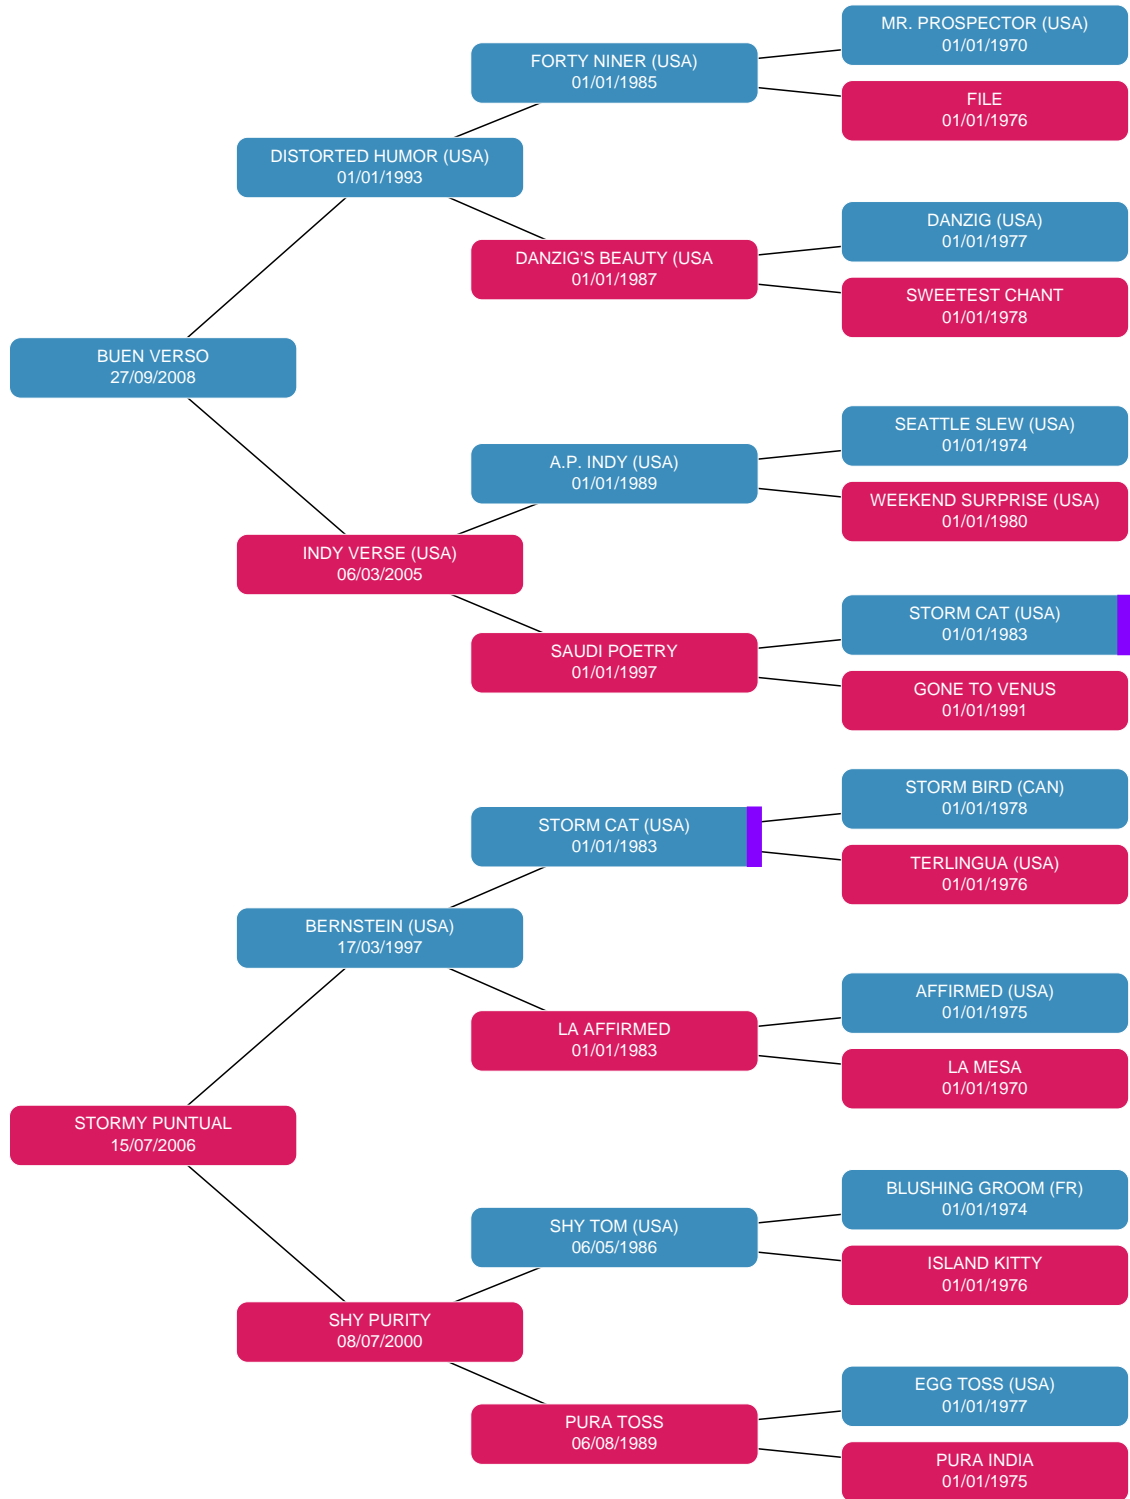 MR. PROSPECTOR (USA)
01/01/1970
FORTY NINER (USA)
01/01/1985
FILE
01/01/1976
DISTORTED HUMOR (USA)
01/01/1993
DANZIG (USA)
01/01/1977
DANZIG'S BEAUTY (USA
01/01/1987
SWEETEST CHANT
01/01/1978
BUEN VERSO
27/09/2008
SEATTLE SLEW (USA)
01/01/1974
A.P. INDY (USA)
01/01/1989
WEEKEND SURPRISE (USA)
01/01/1980
INDY VERSE (USA)
06/03/2005
STORM CAT (USA)
01/01/1983
SAUDI POETRY
01/01/1997
GONE TO VENUS
01/01/1991
STORM BIRD (CAN)
01/01/1978
STORM CAT (USA)
01/01/1983
TERLINGUA (USA)
01/01/1976
BERNSTEIN (USA)
17/03/1997
AFFIRMED (USA)
01/01/1975
LA AFFIRMED
01/01/1983
LA MESA
01/01/1970
STORMY PUNTUAL
15/07/2006
BLUSHING GROOM (FR)
01/01/1974
SHY TOM (USA)
06/05/1986
ISLAND KITTY
01/01/1976
SHY PURITY
08/07/2000
EGG TOSS (USA)
01/01/1977
PURA TOSS
06/08/1989
PURA INDIA
01/01/1975